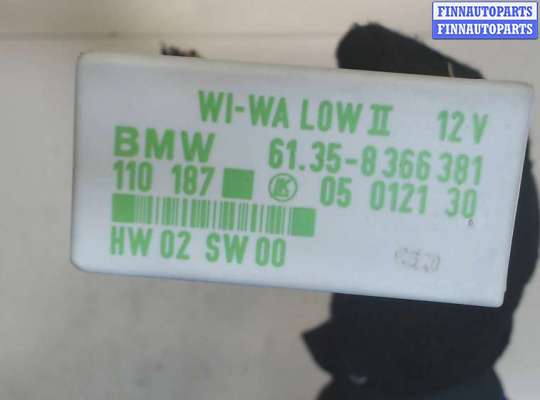 FINNAUTOPARTS
FINNAUTOPARTS
WI-WA LOW II 12 V
BMW 61.35-8 366 381
110 187 K 05 0121 30
HW 02 SW 00